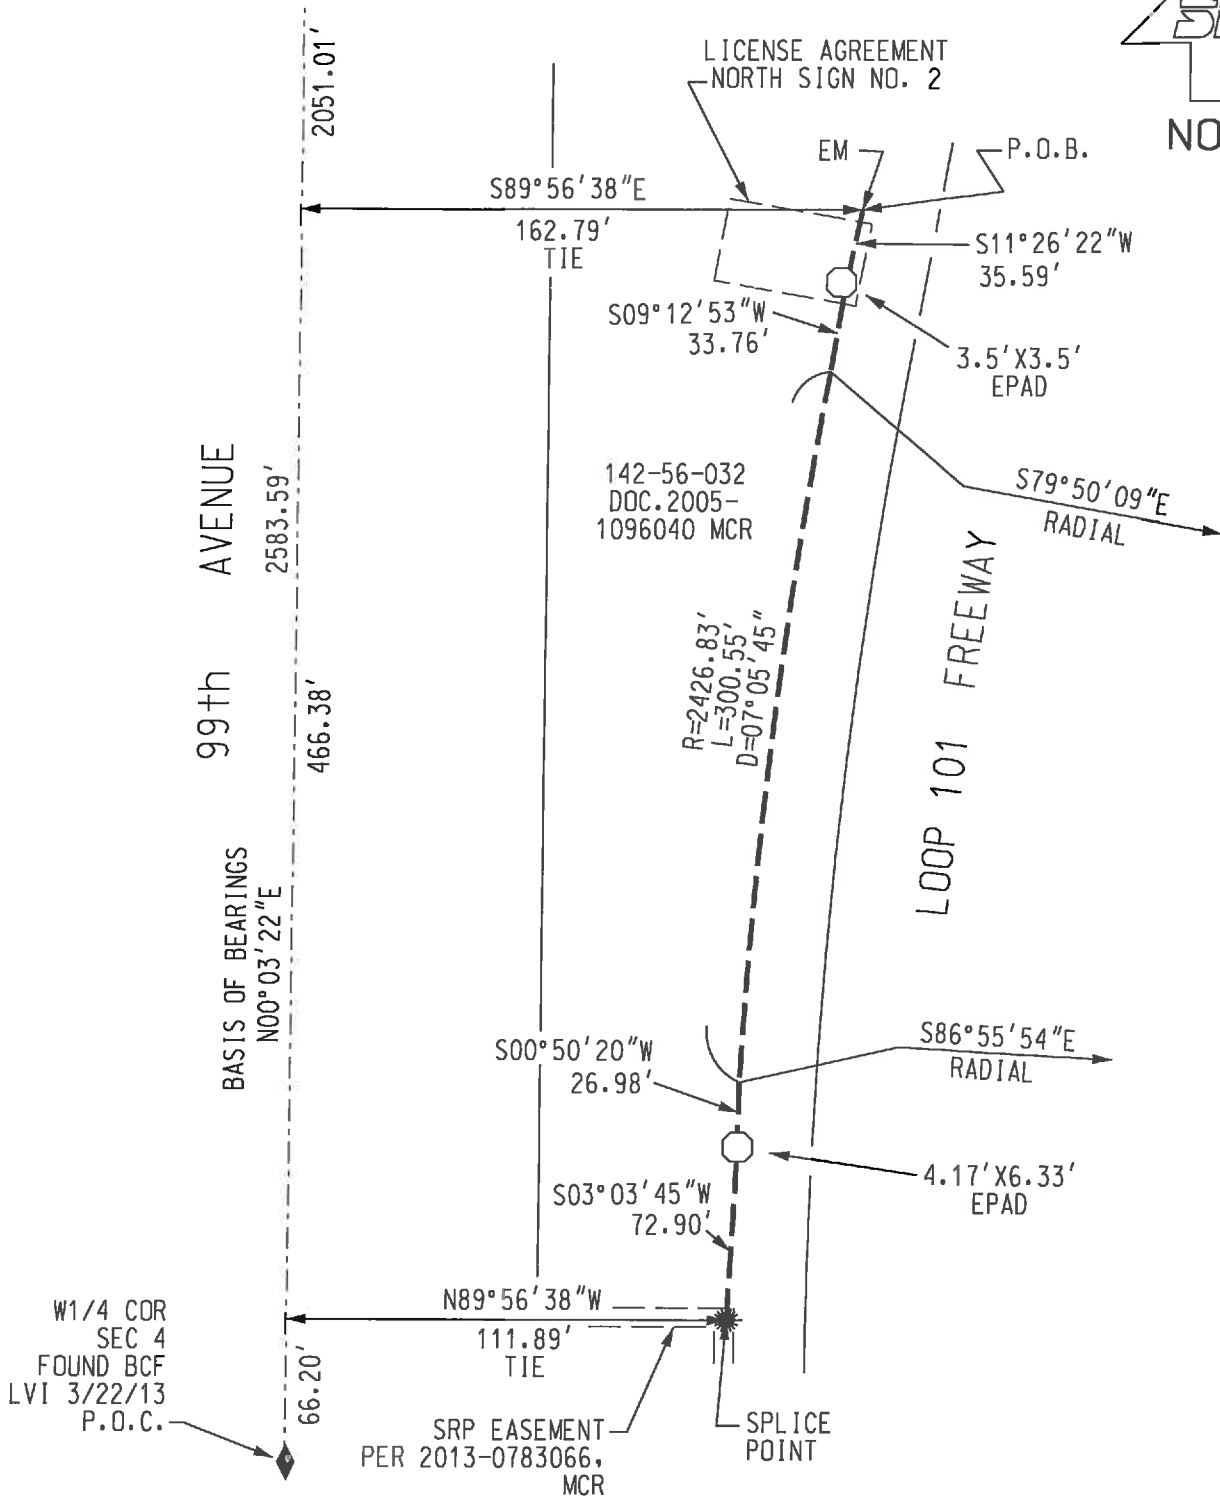 2051.01'
LICENSE AGREEMENT
NORTH SIGN NO. 2
NO
EM
P.O.B.
S89°56'38"E
162.79'
TIE
S11°26'22"W
35.59'
S09°12'53"W
33.76'
3.5'X3.5'
EPAD
142-56-032
DOC.2005-
1096040 MCR
S79°50'09"E
RADIAL
99th AVENUE
2583.59'
466.38'
R=2426.83'
L=300.55'
D=07°05'45"
LOOP 101 FREEWAY
BASIS OF BEARINGS
N00°03'22"E
S00°50'20"W
26.98'
S86°55'54"E
RADIAL
4.17'X6.33'
EPAD
S03°03'45"W
72.90'
N89°56'38"W
111.89'
TIE
W1/4 COR
SEC 4
FOUND BCF
LVI 3/22/13
P.O.C.
66.20'
SRP EASEMENT
PER 2013-0783066,
MCR
SPLICE
POINT